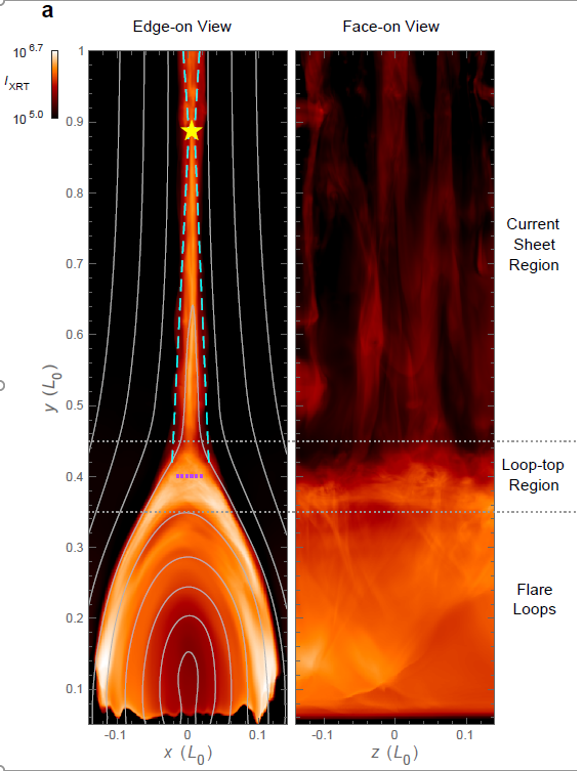 a
Edge-on View
Face-on View
10^6.7
I_XRT
10^5.0
1
0.9
0.8
0.7
0.6
0.5
0.4
0.3
0.2
0.1
y (L_0)
Current
Sheet
Region
Loop-top
Region
Flare
Loops
-0.1 0 0.1
-0.1 0 0.1
x (L_0)
z (L_0)